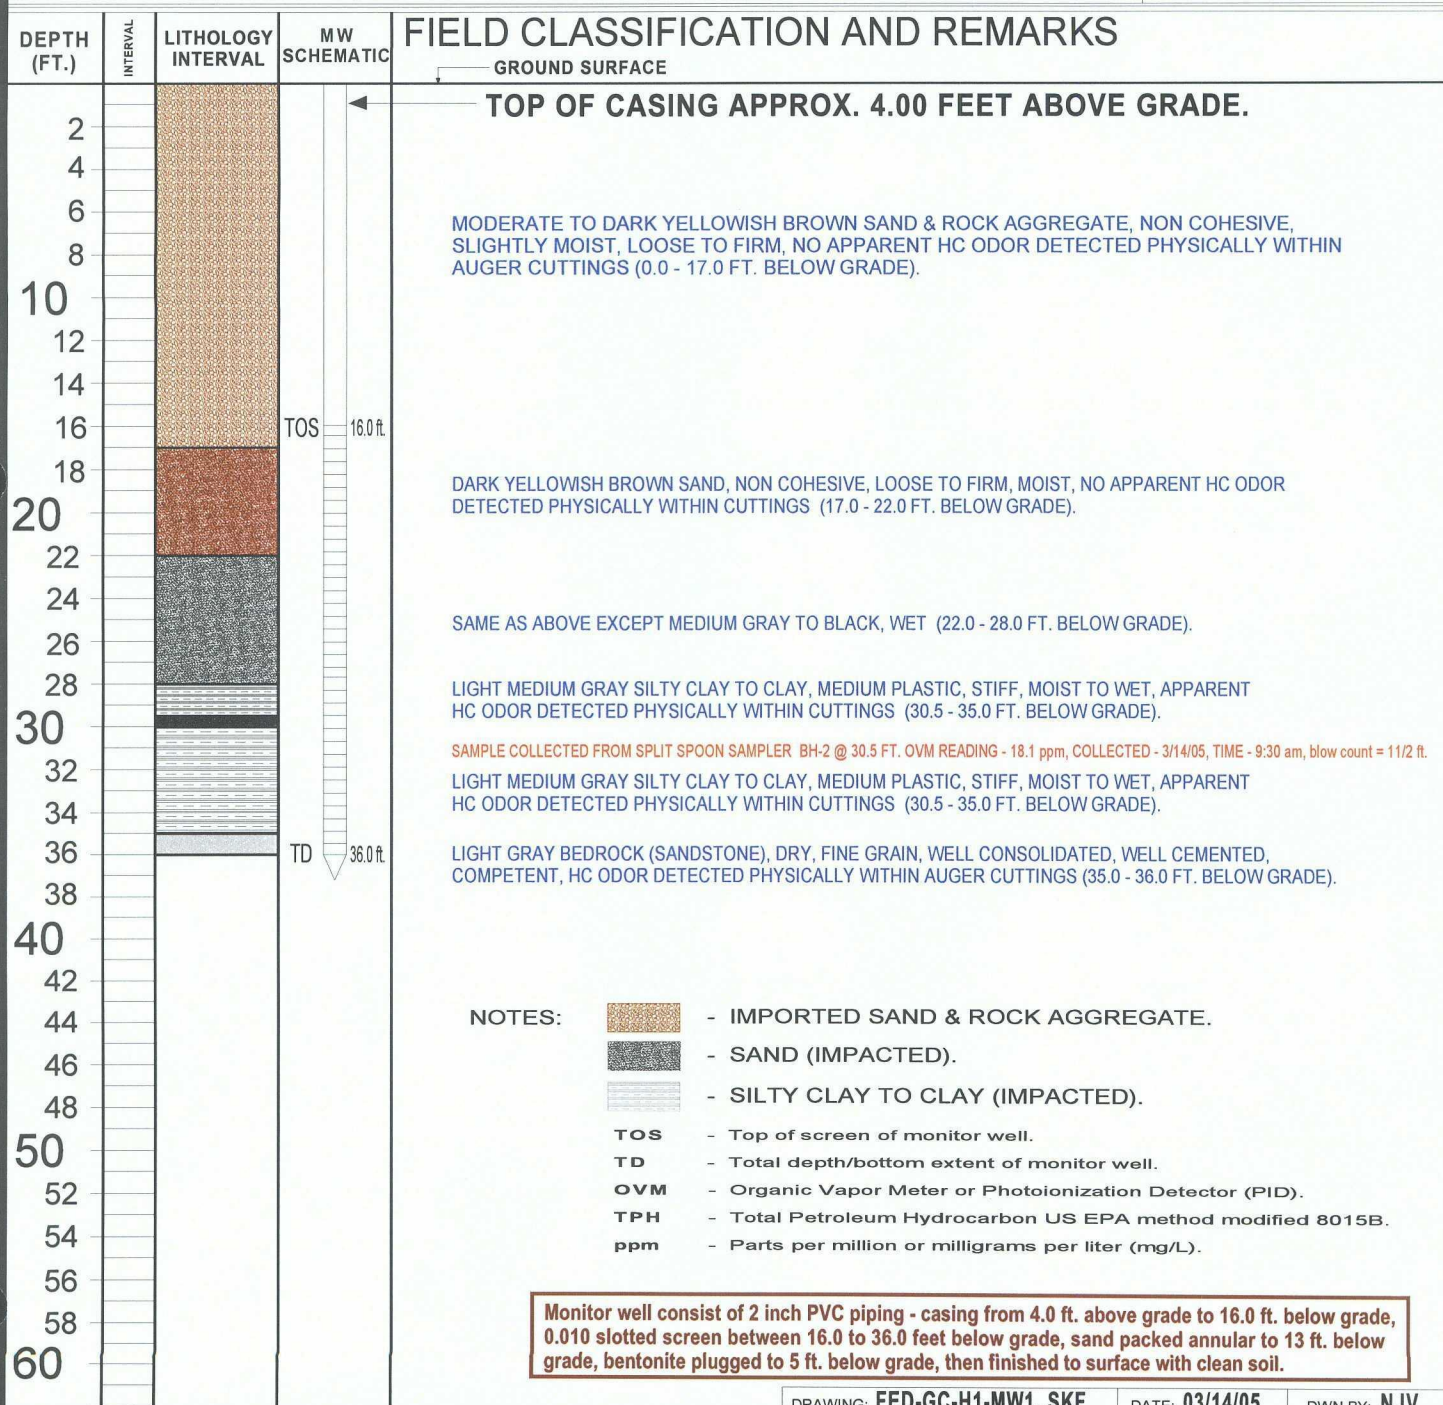 DEPTH
(FT.)
INTERVAL
LITHOLOGY
INTERVAL
MW
SCHEMATIC
FIELD CLASSIFICATION AND REMARKS
GROUND SURFACE
TOP OF CASING APPROX. 4.00 FEET ABOVE GRADE.
2
4
6
MODERATE TO DARK YELLOWISH BROWN SAND & ROCK AGGREGATE, NON COHESIVE,
SLIGHTLY MOIST, LOOSE TO FIRM, NO APPARENT HC ODOR DETECTED PHYSICALLY WITHIN
AUGER CUTTINGS (0.0 - 17.0 FT. BELOW GRADE).
8
10
12
14
16
TOS
16.0 ft.
18
DARK YELLOWISH BROWN SAND, NON COHESIVE, LOOSE TO FIRM, MOIST, NO APPARENT HC ODOR
DETECTED PHYSICALLY WITHIN CUTTINGS (17.0 - 22.0 FT. BELOW GRADE).
20
22
24
SAME AS ABOVE EXCEPT MEDIUM GRAY TO BLACK, WET (22.0 - 28.0 FT. BELOW GRADE).
26
28
LIGHT MEDIUM GRAY SILTY CLAY TO CLAY, MEDIUM PLASTIC, STIFF, MOIST TO WET, APPARENT
HC ODOR DETECTED PHYSICALLY WITHIN CUTTINGS (30.5 - 35.0 FT. BELOW GRADE).
30
SAMPLE COLLECTED FROM SPLIT SPOON SAMPLER BH-2 @ 30.5 FT. OVM READING - 18.1 ppm, COLLECTED - 3/14/05, TIME - 9:30 am, blow count = 11/2 ft.
32
LIGHT MEDIUM GRAY SILTY CLAY TO CLAY, MEDIUM PLASTIC, STIFF, MOIST TO WET, APPARENT
HC ODOR DETECTED PHYSICALLY WITHIN CUTTINGS (30.5 - 35.0 FT. BELOW GRADE).
34
36
TD
36.0 ft.
LIGHT GRAY BEDROCK (SANDSTONE), DRY, FINE GRAIN, WELL CONSOLIDATED, WELL CEMENTED,
COMPETENT, HC ODOR DETECTED PHYSICALLY WITHIN AUGER CUTTINGS (35.0 - 36.0 FT. BELOW GRADE).
38
40
42
44
46
48
50
52
54
56
58
60
NOTES:
- IMPORTED SAND & ROCK AGGREGATE.
- SAND (IMPACTED).
- SILTY CLAY TO CLAY (IMPACTED).
TOS - Top of screen of monitor well.
TD - Total depth/bottom extent of monitor well.
OVM - Organic Vapor Meter or Photoionization Detector (PID).
TPH - Total Petroleum Hydrocarbon US EPA method modified 8015B.
ppm - Parts per million or milligrams per liter (mg/L).
Monitor well consist of 2 inch PVC piping - casing from 4.0 ft. above grade to 16.0 ft. below grade,
0.010 slotted screen between 16.0 to 36.0 feet below grade, sand packed annular to 13 ft. below
grade, bentonite plugged to 5 ft. below grade, then finished to surface with clean soil.
DRAWING: FED-GC-H1-MW1 .SKF DATE: 03/14/05 DWN BY: NJV